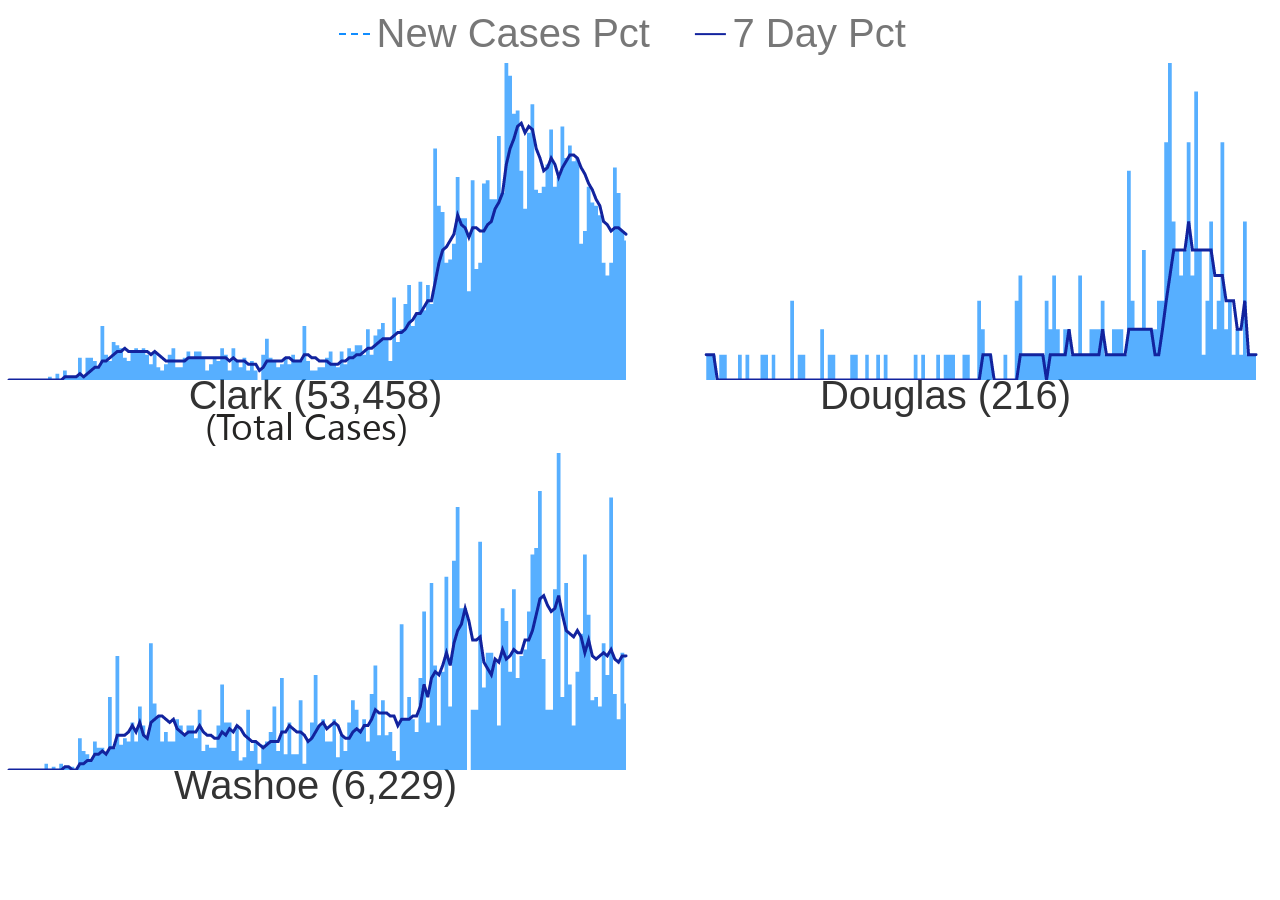 New Cases Pct 7 Day Pct
Clark (53,458)
(Total Cases)
Douglas (216)
Washoe (6,229)